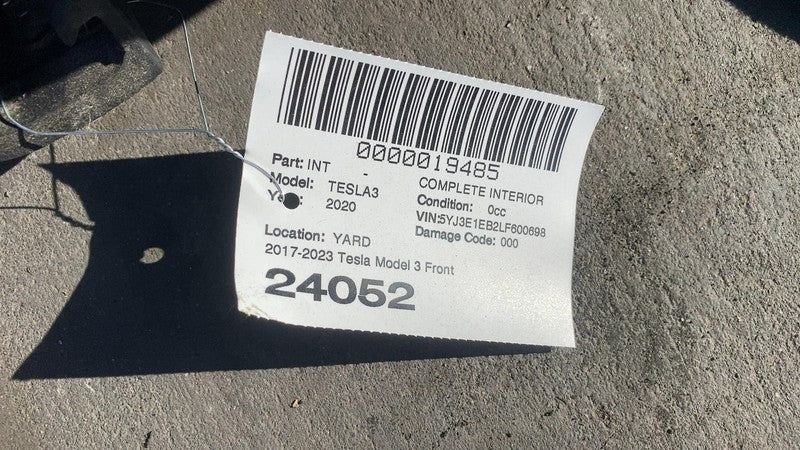 0000019485
Part: INT - COMPLETE INTERIOR
Model: TESLA3 Condition: 0cc
2020 VIN:5YJ3E1EB2LF600698
Location: YARD Damage Code: 000
2017-2023 Tesla Model 3 Front
24052